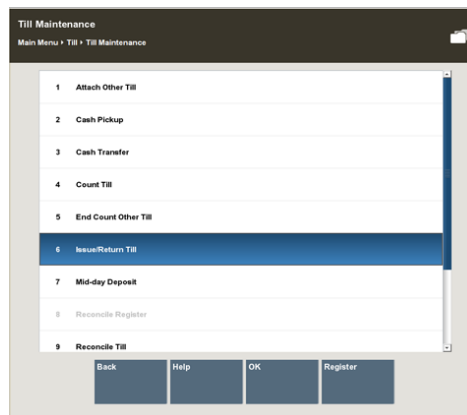 Till Maintenance
Main Menu › Till › Till Maintenance
1 Attach Other Till
2 Cash Pickup
3 Cash Transfer
4 Count Till
5 End Count Other Till
6 Issue/Return Till
7 Mid-day Deposit
8 Reconcile Register
9 Reconcile Till
Back Help OK Register